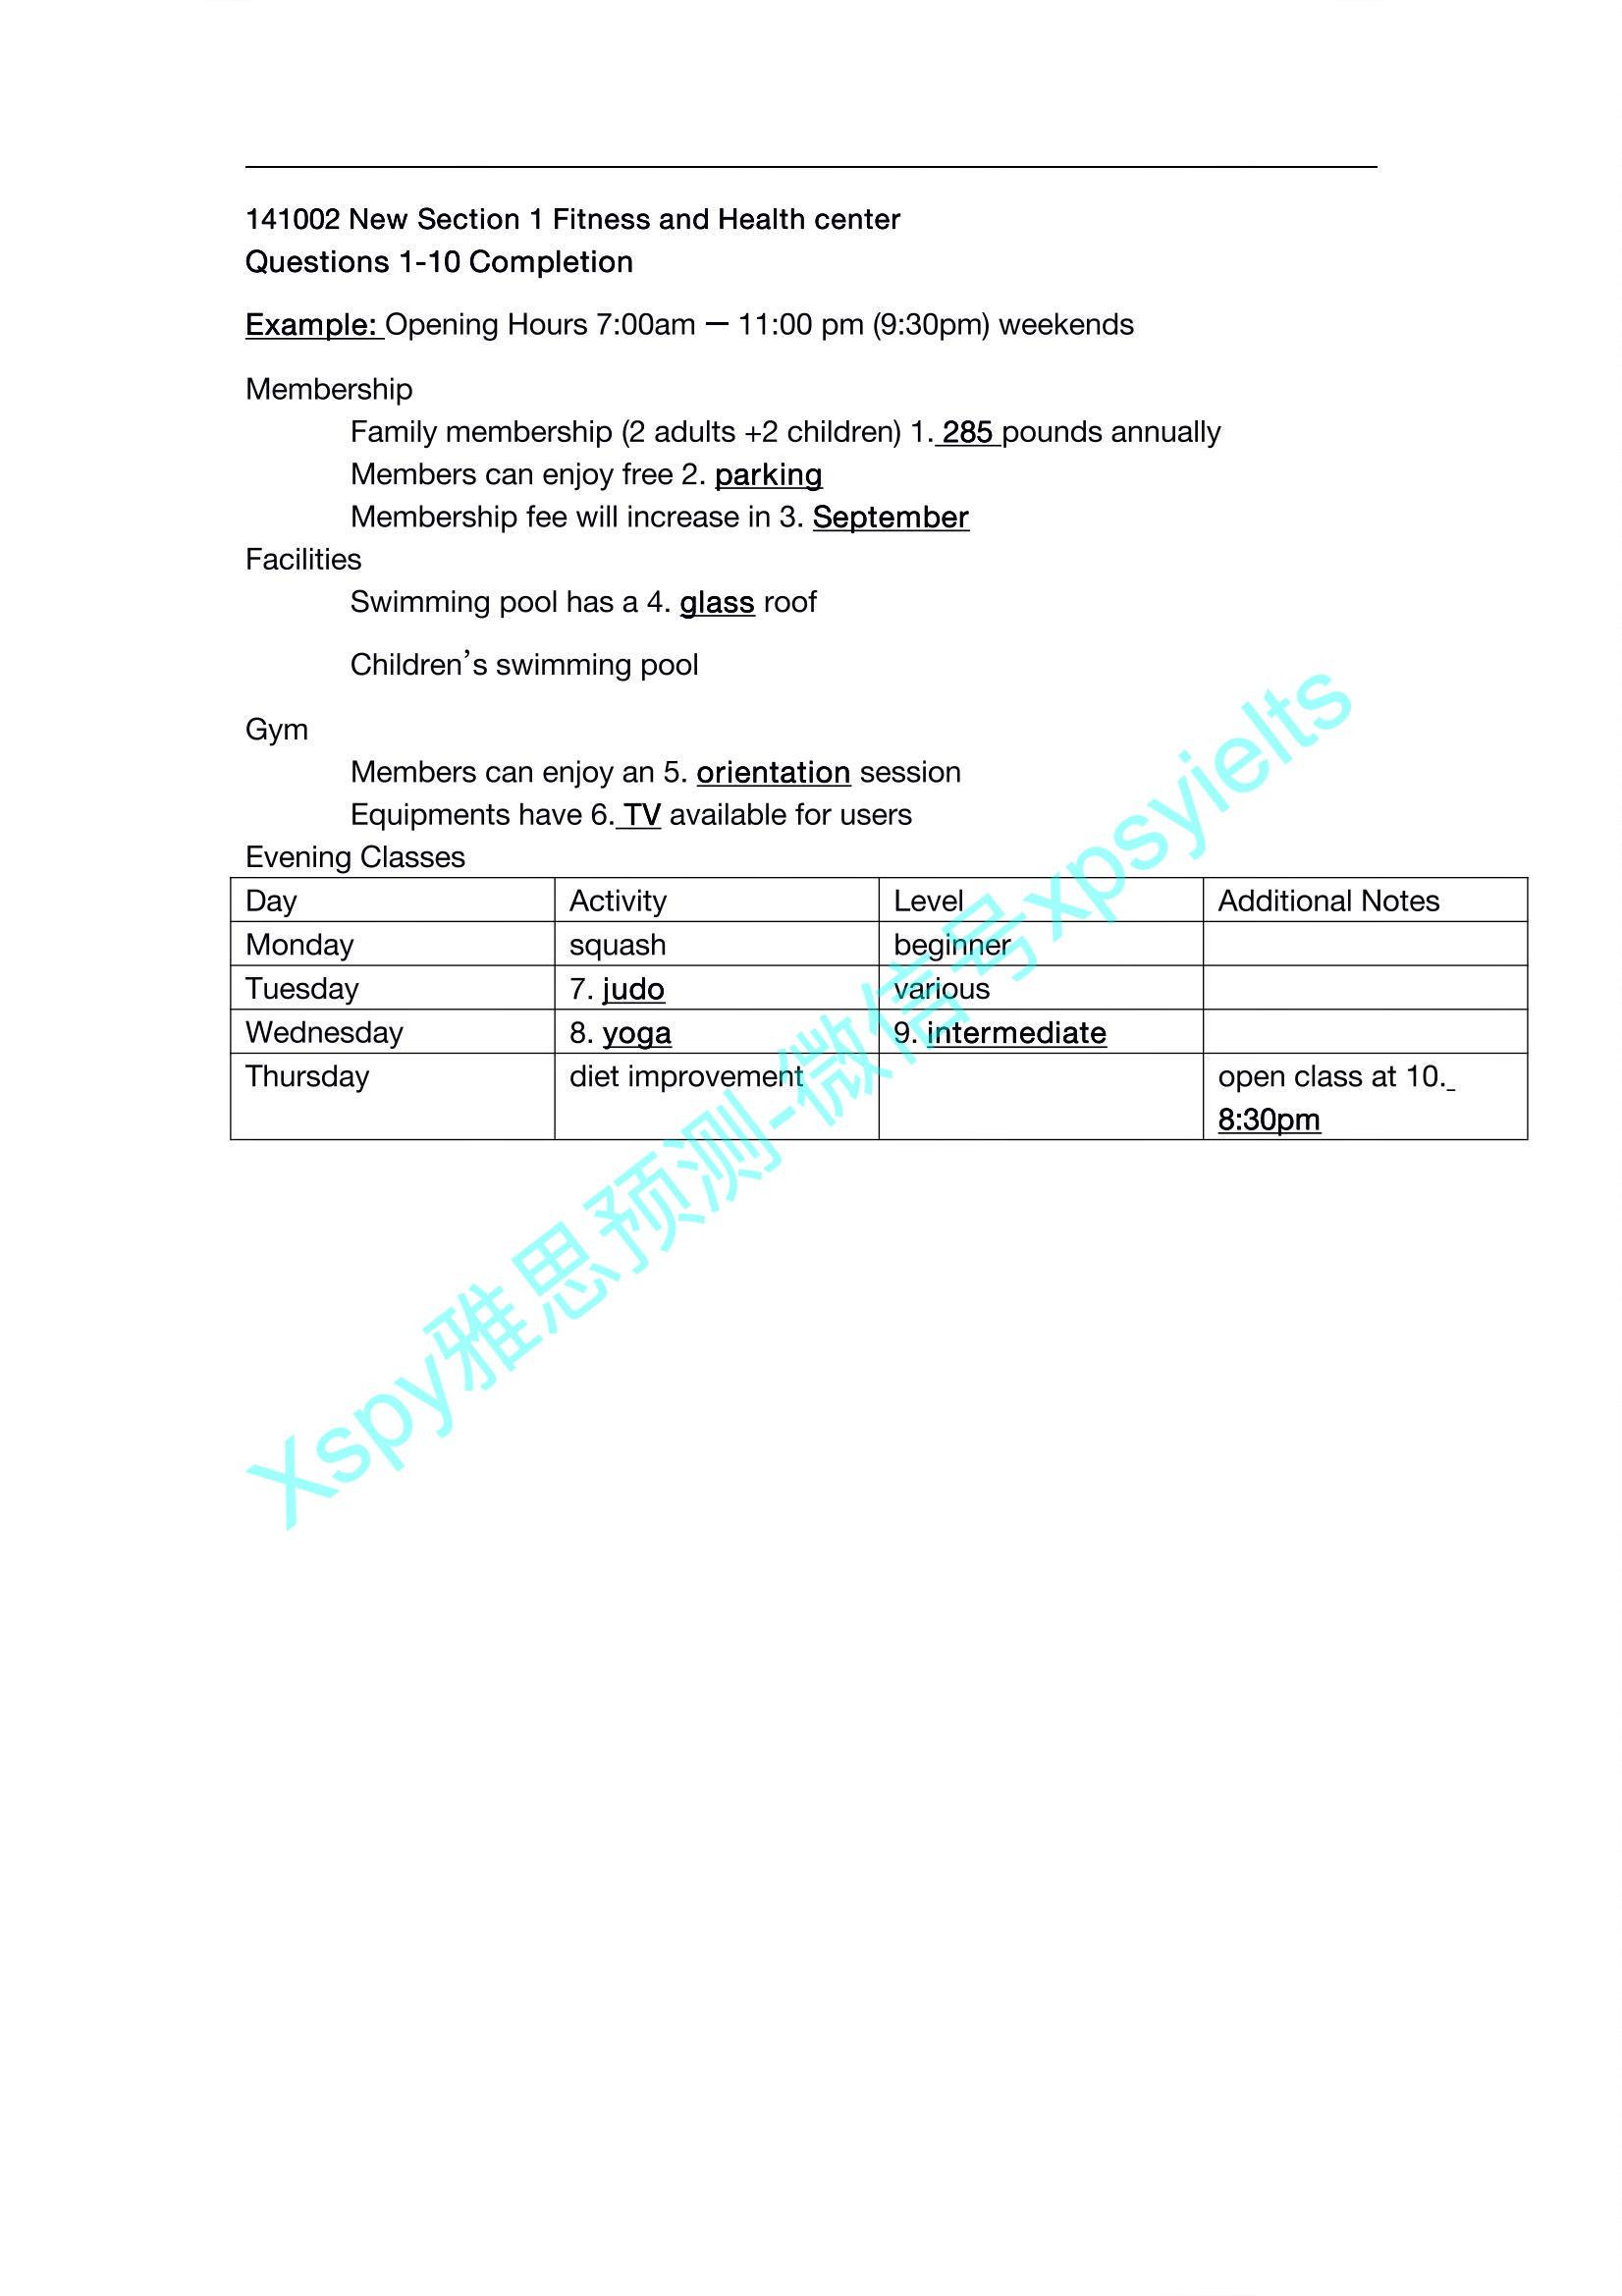 141002 New Section 1 Fitness and Health center
Questions 1-10 Completion
Example: Opening Hours 7:00am — 11:00 pm (9:30pm) weekends
Membership
Family membership (2 adults +2 children) 1. 285 pounds annually
Members can enjoy free 2. parking
Membership fee will increase in 3. September
Facilities
Swimming pool has a 4. glass roof
Children’s swimming pool
Gym
Members can enjoy an 5. orientation session
Equipments have 6. TV available for users
Evening Classes
Day Activity Level Additional Notes
Monday squash beginner
Tuesday 7. judo various
Wednesday 8. yoga 9. intermediate
Thursday diet improvement open class at 10.
8:30pm
Xspy雅思预测-微信号xpsyielts